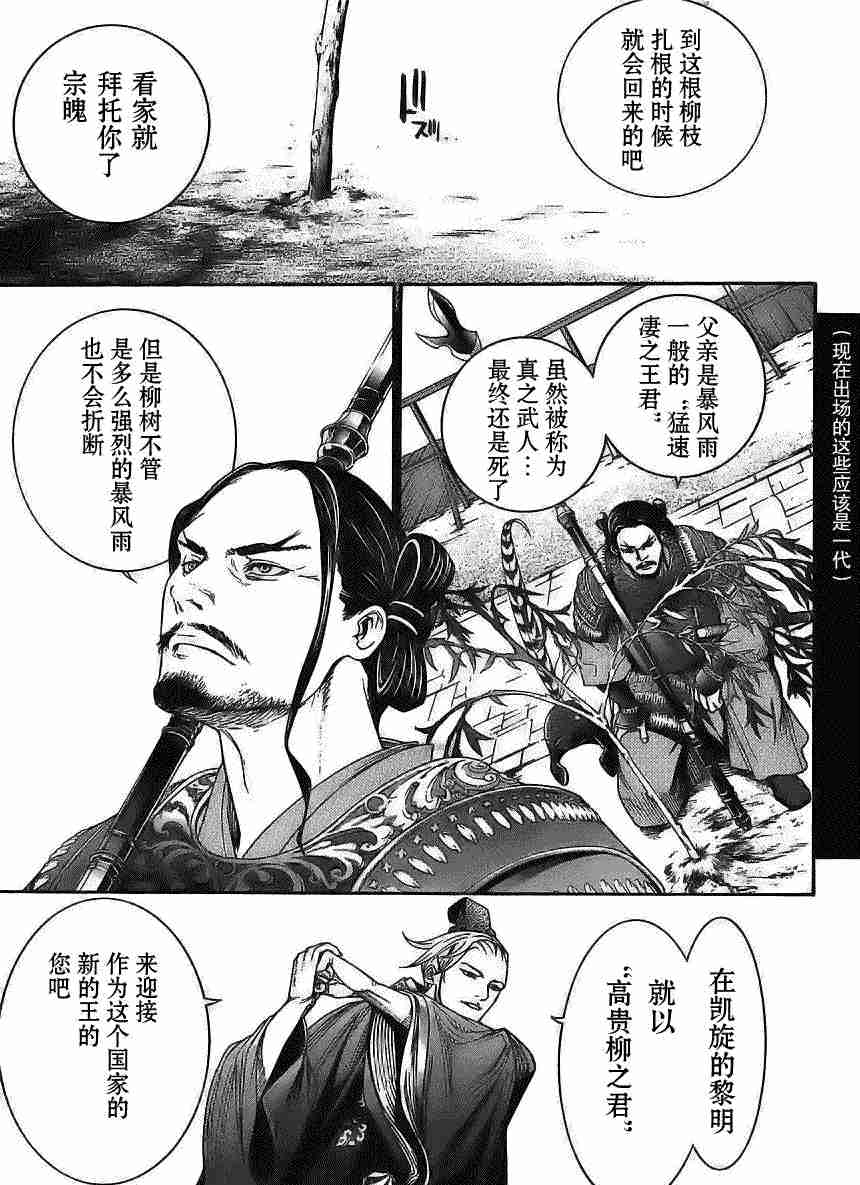 到这根柳枝
扎根的时候
就会回来的吧
ドズ
看家就
拜托你了
宗魄
父亲是暴风雨
一般的“猛速
凄之王君”
虽然被称为
真之武人…
最终还是死了
但是柳树不管
是多么强烈的暴风雨
也不会折断
（现在出场的这些应该是一代）
在凯旋的黎明
就以
“高贵柳之君”
来迎接
作为这个国家的
新的王的
您吧